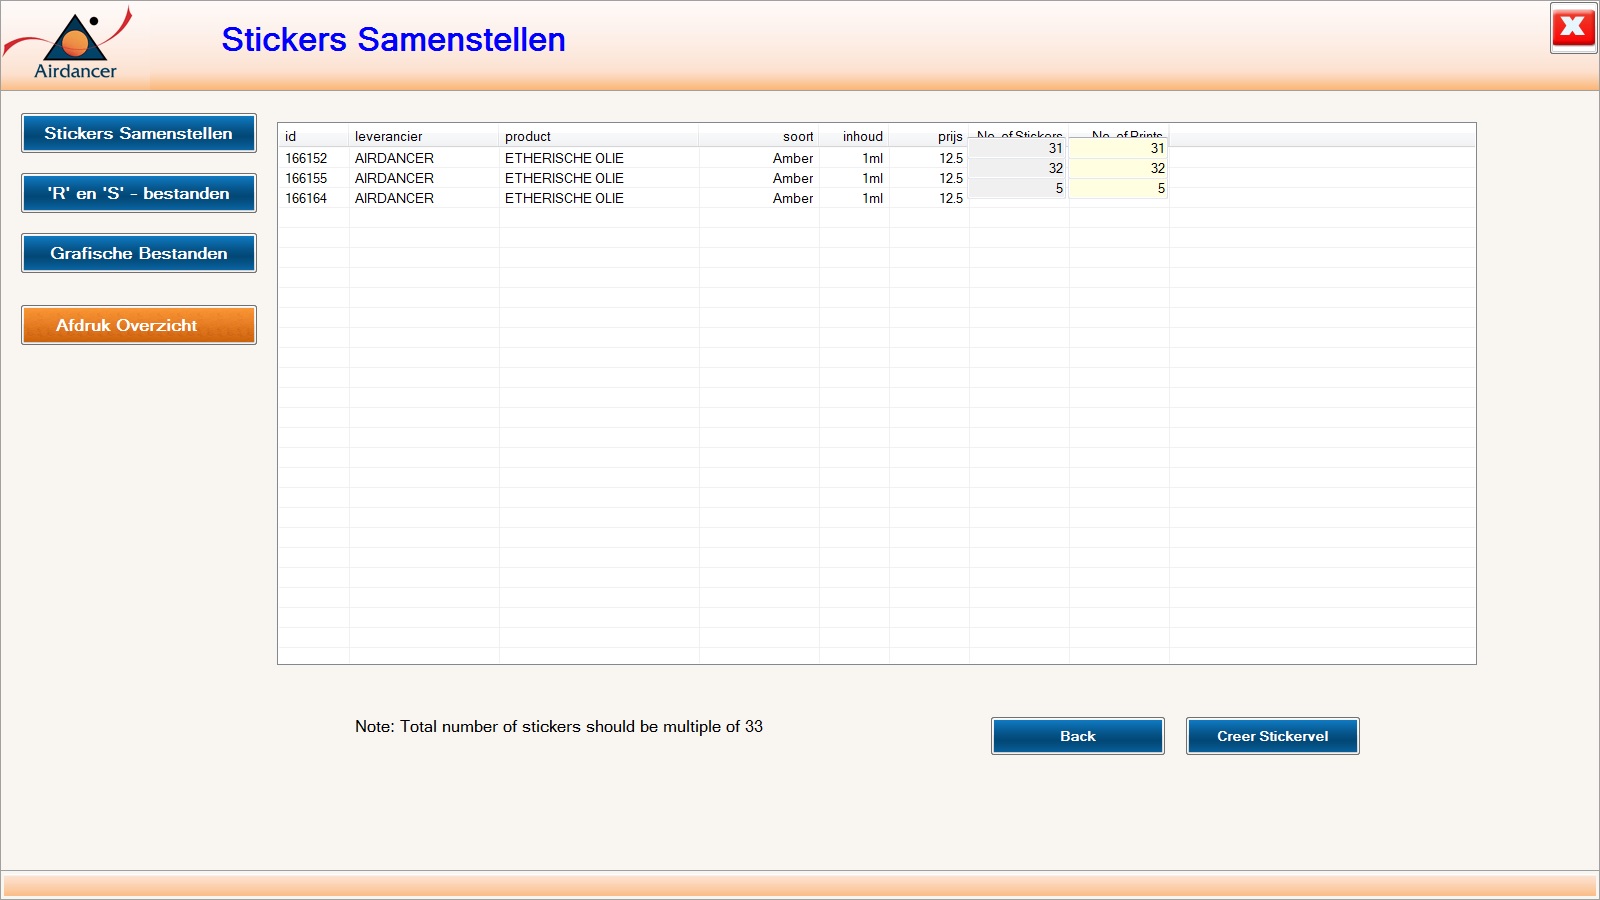 Airdancer
Stickers Samenstellen
X
Stickers Samenstellen
'R' en 'S' - bestanden
Grafische Bestanden
Afdruk Overzicht
id leverancier product soort inhoud prijs No. of Stickers No. of Prints
166152 AIRDANCER ETHERISCHE OLIE Amber 1ml 12.5 31 31
166155 AIRDANCER ETHERISCHE OLIE Amber 1ml 12.5 32 32
166164 AIRDANCER ETHERISCHE OLIE Amber 1ml 12.5 5 5
Note: Total number of stickers should be multiple of 33
Back
Creer Stickervel